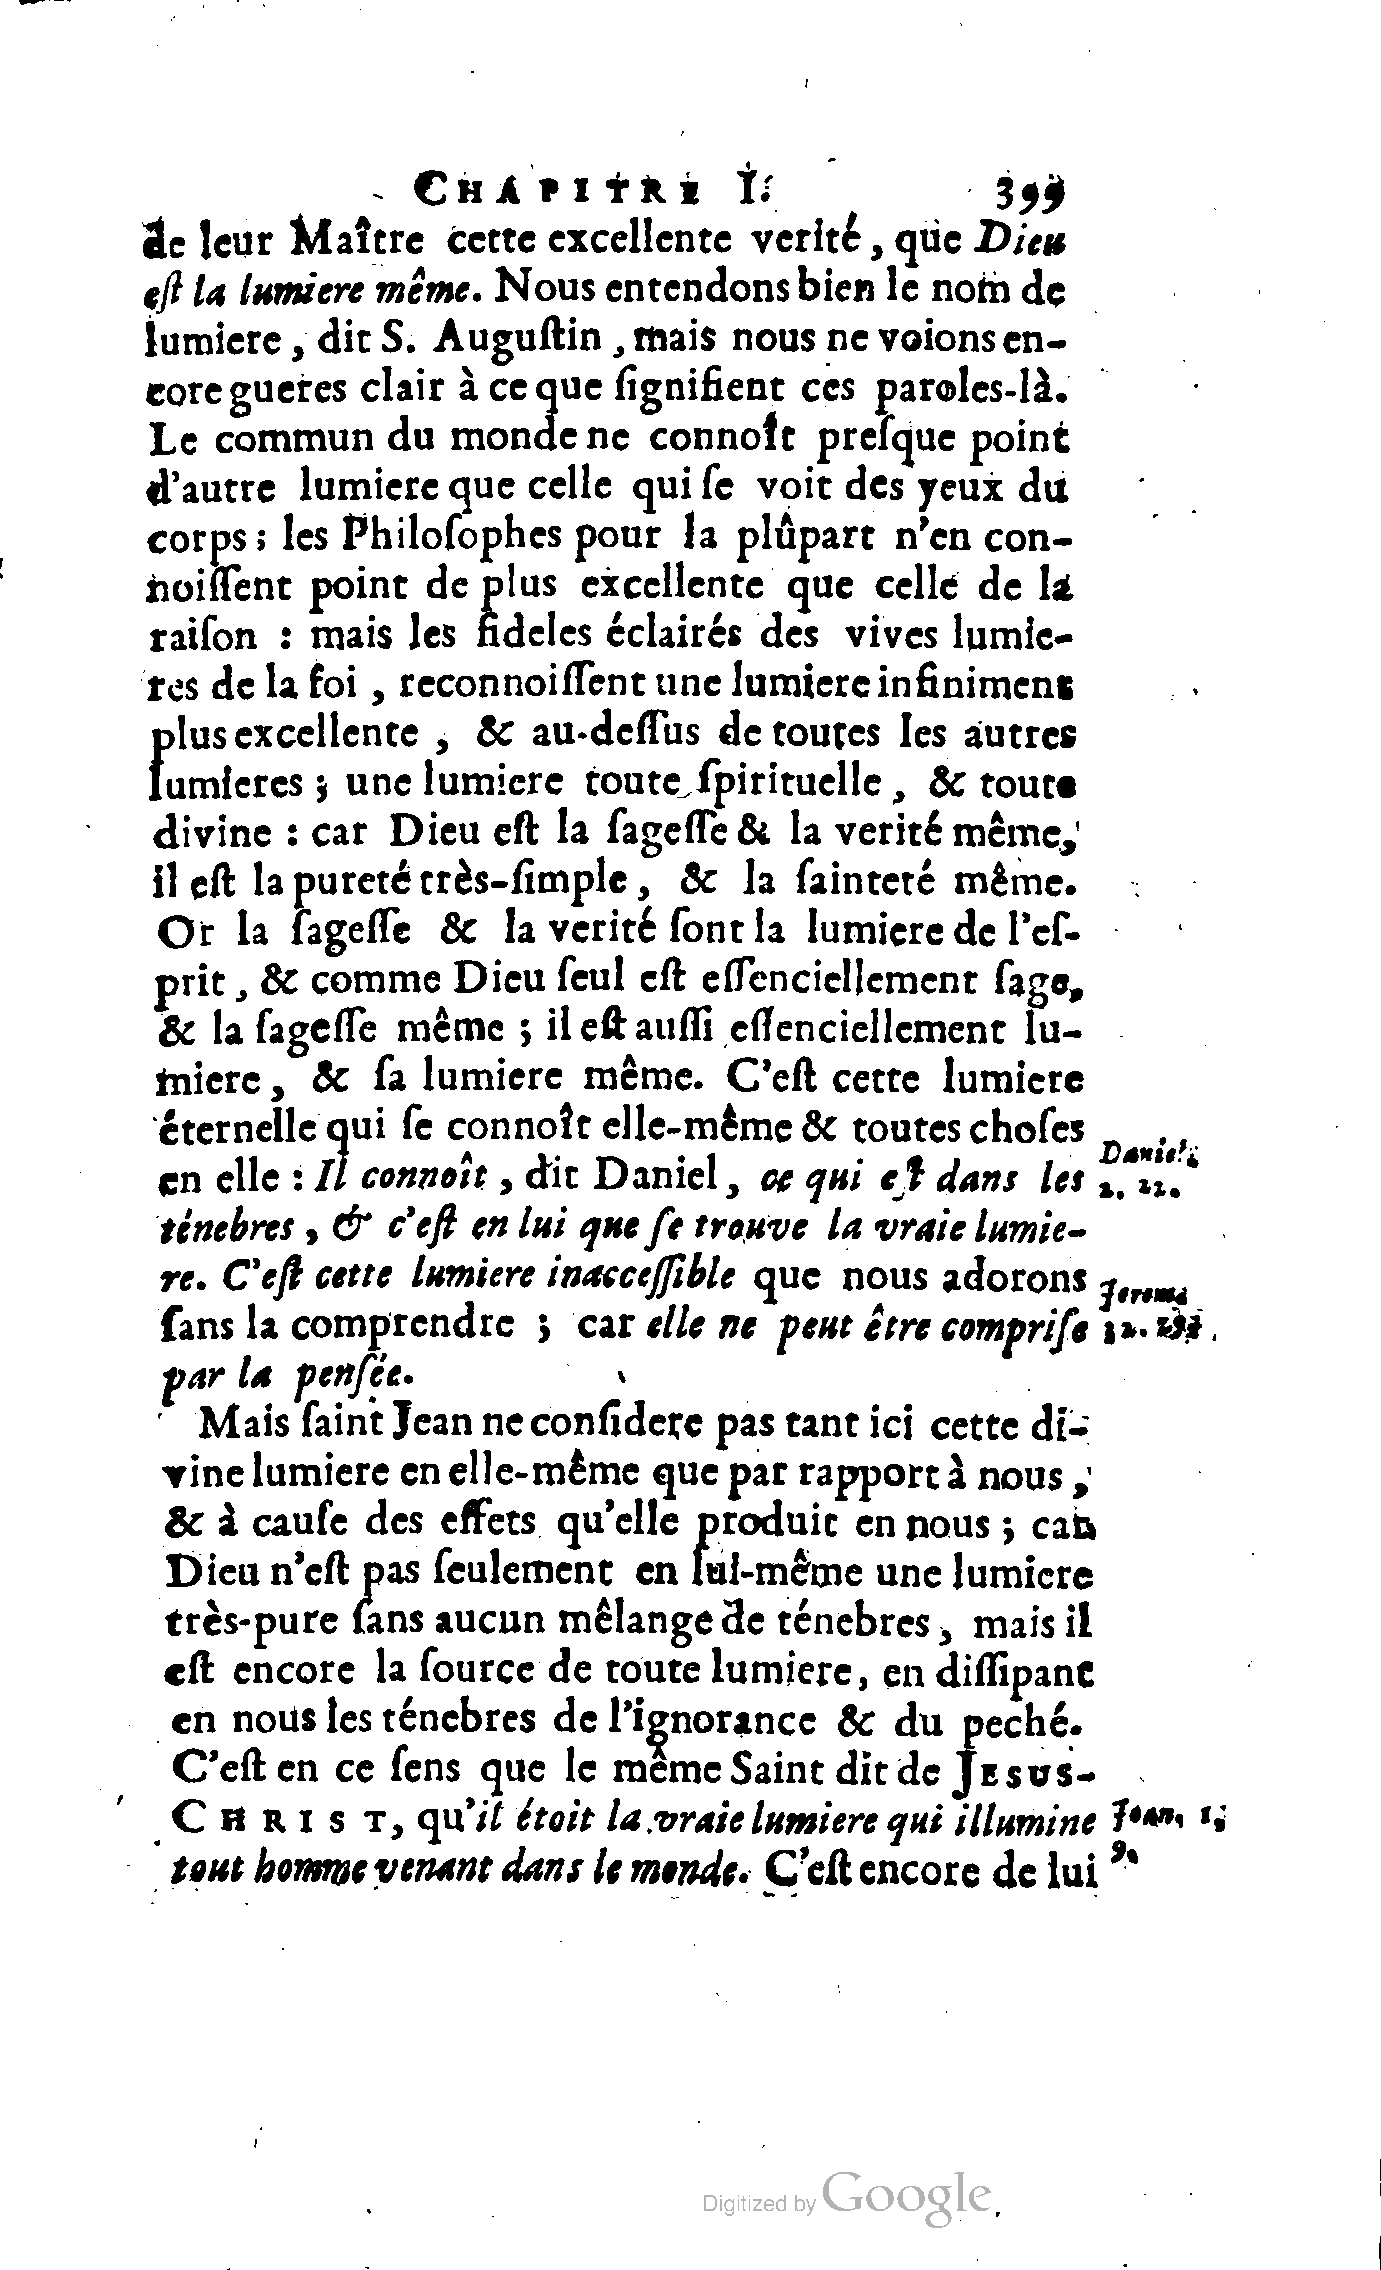 CHAPITRE I. 399
de leur Maître cette excellente verité, que Dieu
eſt la lumiere même. Nous entendons bien le nom de
lumiere, dit S. Auguſtin, mais nous ne voions en-
core gueres clair à ce que ſignifient ces paroles-là.
Le commun du monde ne connoît preſque point
d'autre lumiere que celle qui ſe voit des yeux du
corps; les Philoſophes pour la plûpart n'en con-
noiſſent point de plus excellente que celle de la
raiſon : mais les fideles éclairés des vives lumie-
res de la foi, reconnoiſſent une lumiere infiniment
plus excellente, & au-deſſus de toutes les autres
lumieres; une lumiere toute ſpirituelle, & toute
divine : car Dieu eſt la ſageſſe & la verité même,
il eſt la pureté très-ſimple, & la ſainteté même.
Or la ſageſſe & la verité ſont la lumiere de l'eſ-
prit, & comme Dieu ſeul eſt eſſenciellement ſage,
& la ſageſſe même ; il eſt auſſi eſſenciellement lu-
miere, & ſa lumiere même. C'eſt cette lumiere
éternelle qui ſe connoît elle-même & toutes choſes
en elle : Il connoît, dit Daniel, ce qui eſt dans les
Daniel.
2. 22.
ténebres, & c'eſt en lui que ſe trouve la vraie lumie-
re. C'eſt cette lumiere inacceſſible que nous adorons
ſans la comprendre ; car elle ne peut être compriſe
par la penſée.
Mais ſaint Jean ne conſidere pas tant ici cette di-
vine lumiere en elle-même que par rapport à nous,
& à cauſe des effets qu'elle produit en nous ; car
Dieu n'eſt pas ſeulement en lui-même une lumiere
très-pure ſans aucun mêlange de ténebres, mais il
eſt encore la ſource de toute lumiere, en diſſipant
en nous les ténebres de l'ignorance & du peché.
C'eſt en ce ſens que le même Saint dit de JESUS-
CHRIST, qu'il étoit la vraie lumiere qui illumine
Joan. 1.
9.
tout homme venant dans le monde. C'eſt encore de lui
Digitized by Google